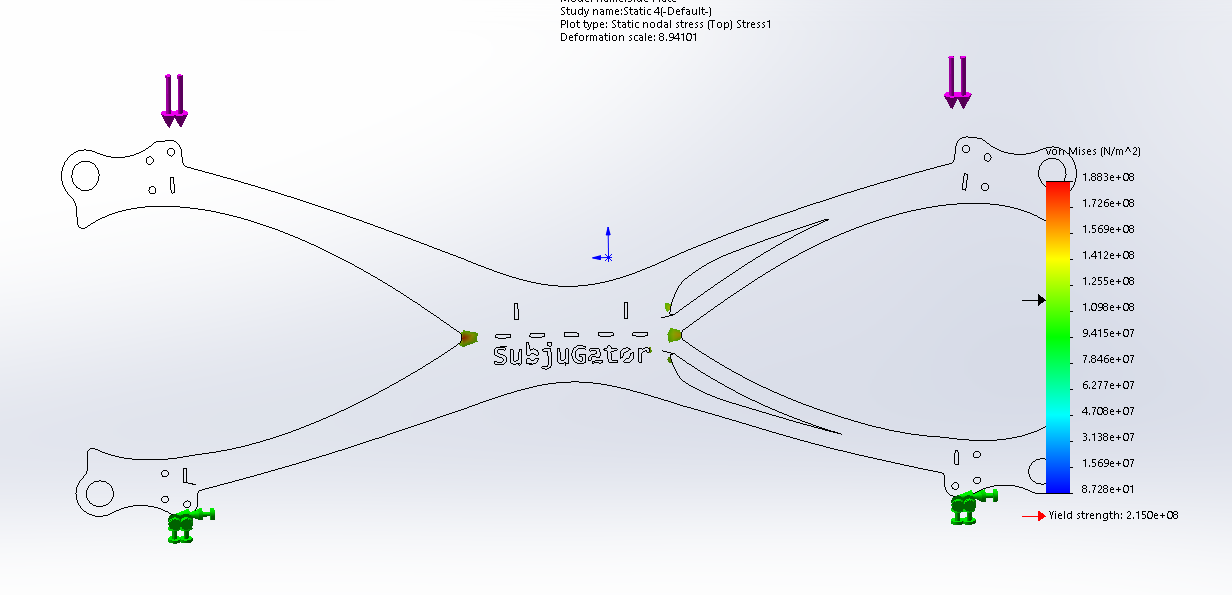 Study name:Static 4(-Default-)
Plot type: Static nodal stress (Top) Stress1
Deformation scale: 8.94101
von Mises (N/m^2)
1.883e+08
1.726e+08
1.569e+08
1.412e+08
1.255e+08
1.098e+08
9.415e+07
7.846e+07
6.277e+07
4.708e+07
3.138e+07
1.569e+07
8.728e+01
Yield strength: 2.150e+08
SubjuGator